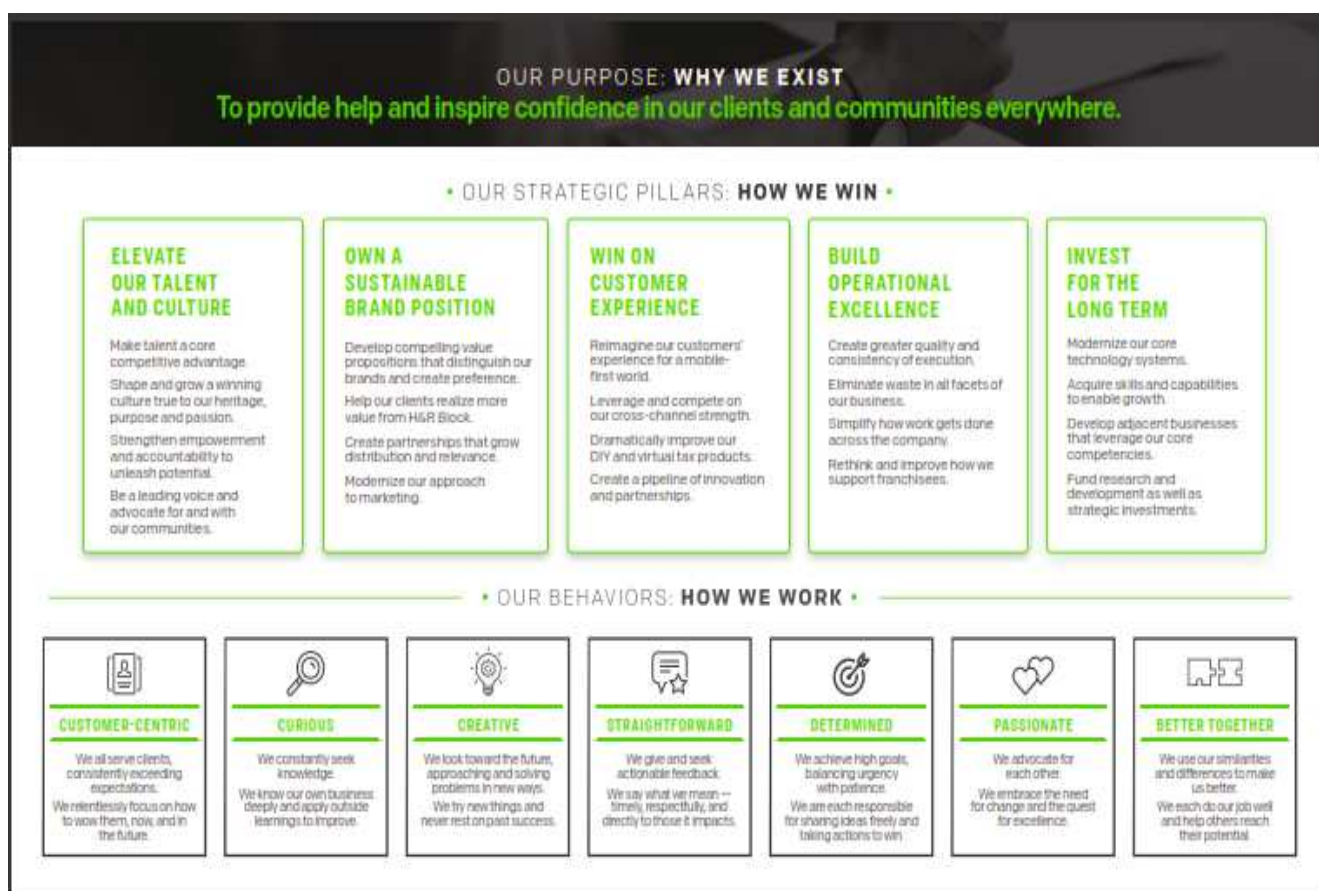 OUR PURPOSE: WHY WE EXIST
To provide help and inspire confidence in our clients and communities everywhere.
• OUR STRATEGIC PILLARS: HOW WE WIN •
ELEVATE
OUR TALENT
AND CULTURE
Make talent a core
competitive advantage.
Shape and grow a winning
culture true to our heritage,
purpose and passion.
Strengthen empowerment
and accountability to
unleash potential.
Be a leading voice and
advocate for and with
our communities.
OWN A
SUSTAINABLE
BRAND POSITION
Develop compelling value
propositions that distinguish our
brands and create preference.
Help our clients realize more
value from H&R Block.
Create partnerships that grow
distribution and relevance.
Modernize our approach
to marketing.
WIN ON
CUSTOMER
EXPERIENCE
Reimagine our customers'
experience for a mobile-
first world.
Leverage and compete on
our cross-channel strength.
Dramatically improve our
DIY and virtual tax products.
Create a pipeline of innovation
and partnerships.
BUILD
OPERATIONAL
EXCELLENCE
Create greater quality and
consistency of execution.
Eliminate waste in all facets of
our business.
Simplify how work gets done
across the company.
Rethink and improve how we
support franchisees.
INVEST
FOR THE
LONG TERM
Modernize our core
technology systems.
Acquire skills and capabilities
to enable growth.
Develop adjacent businesses
that leverage our core
competencies.
Fund research and
development as well as
strategic investments.
• OUR BEHAVIORS: HOW WE WORK •
CUSTOMER-CENTRIC
We all serve clients,
consistently exceeding
expectations.
We relentlessly focus on how
to wow them, now, and in
the future.
CURIOUS
We constantly seek
knowledge.
We know our own business
deeply and apply outside
learnings to improve.
CREATIVE
We look toward the future,
approaching and solving
problems in new ways.
We try new things and
never rest on past success.
STRAIGHTFORWARD
We give and seek
actionable feedback.
We say what we mean --
timely, respectfully, and
directly to those it impacts.
DETERMINED
We achieve high goals,
balancing urgency
with patience.
We are each responsible
for sharing ideas freely and
taking actions to win.
PASSIONATE
We advocate for
each other.
We embrace the need
for change and the quest
for excellence.
BETTER TOGETHER
We use our similarities
and differences to make
us better.
We each do our job well
and help others reach
their potential.